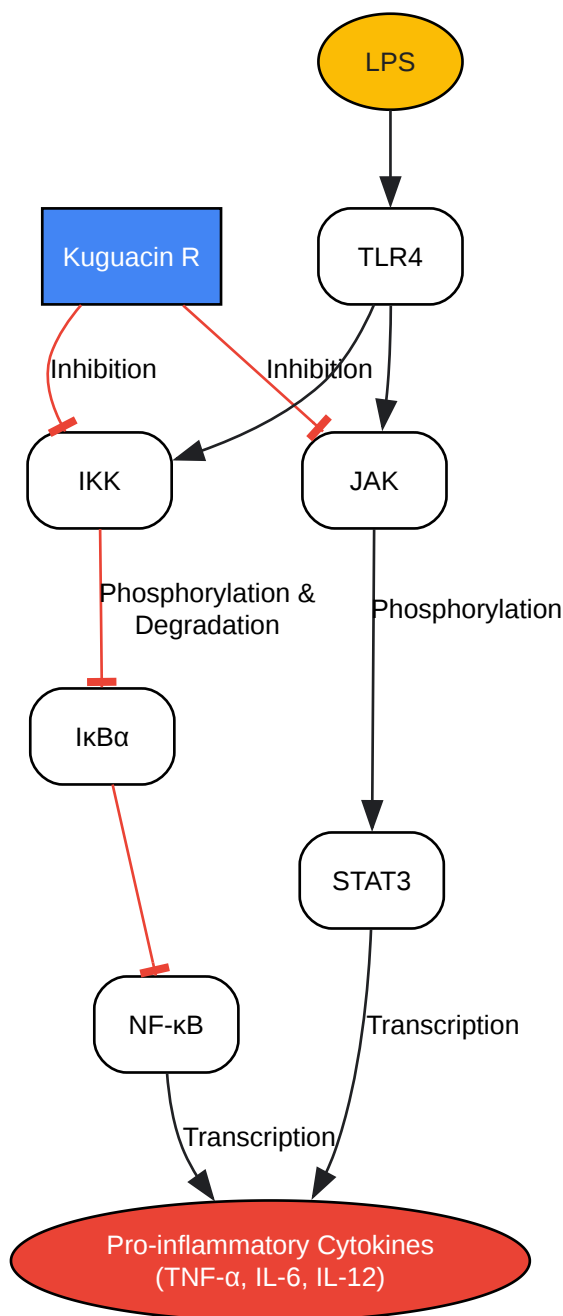 LPS
Kuguacin R
TLR4
Inhibition
Inhibition
IKK
JAK
Phosphorylation &
Degradation
Phosphorylation
IκBα
STAT3
NF-κB
Transcription
Transcription
Pro-inflammatory Cytokines
(TNF-α, IL-6, IL-12)